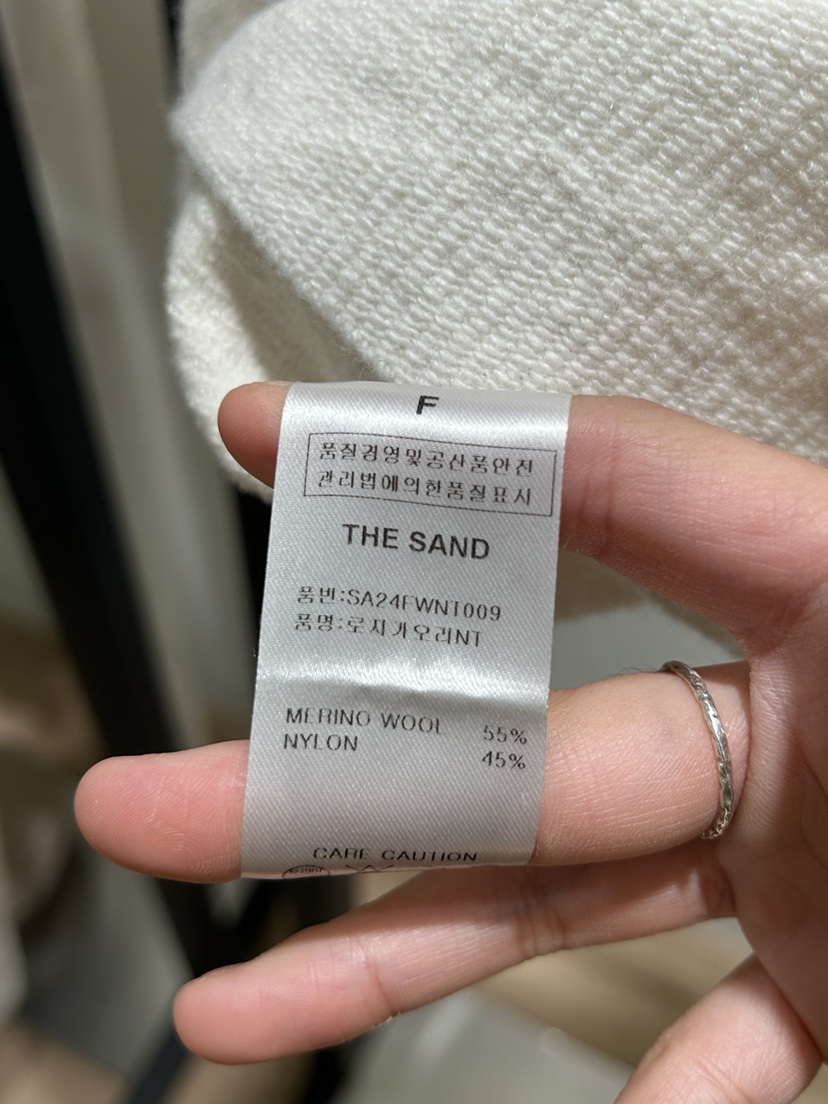 F
품질경영및공산품안전
관리법에의한품질표시
THE SAND
품번:SA24FWNT009
품명:로지가오리NT
MERINO WOOL 55%
NYLON 45%
CARE CAUTION